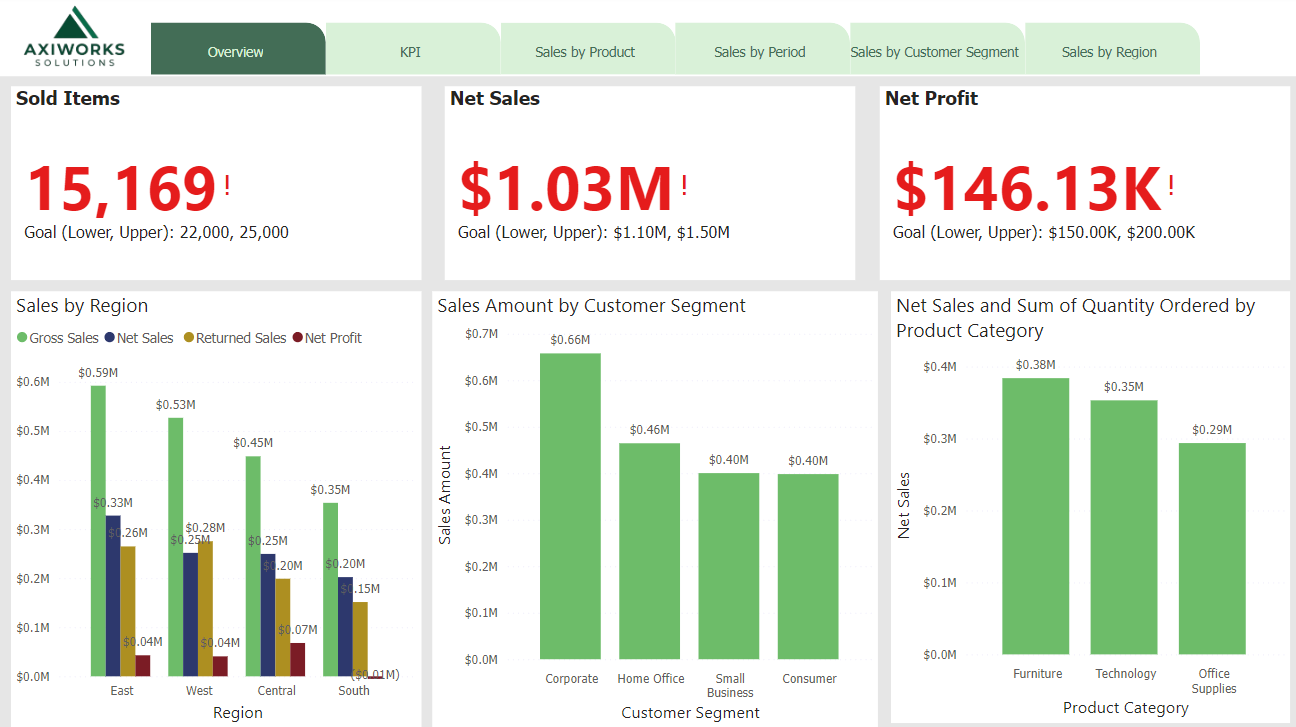 AXIWORKS
SOLUTIONS
Overview
KPI
Sales by Product
Sales by Period
Sales by Customer Segment
Sales by Region
Sold Items
15,169 !
Goal (Lower, Upper): 22,000, 25,000
Net Sales
$1.03M !
Goal (Lower, Upper): $1.10M, $1.50M
Net Profit
$146.13K !
Goal (Lower, Upper): $150.00K, $200.00K
Sales by Region
Gross Sales Net Sales Returned Sales Net Profit
$0.6M
$0.5M
$0.4M
$0.3M
$0.2M
$0.1M
$0.0M
$0.59M
$0.33M
$0.26M
$0.04M
$0.53M
$0.25M
$0.28M
$0.04M
$0.45M
$0.25M
$0.20M
$0.07M
$0.35M
$0.20M
$0.15M
($0.01M)
East West Central South
Region
Sales Amount by Customer Segment
Sales Amount
$0.7M
$0.6M
$0.5M
$0.4M
$0.3M
$0.2M
$0.1M
$0.0M
$0.66M
$0.46M
$0.40M
$0.40M
Corporate
Home Office
Small
Business
Consumer
Customer Segment
Net Sales and Sum of Quantity Ordered by
Product Category
Net Sales
$0.4M
$0.3M
$0.2M
$0.1M
$0.0M
$0.38M
$0.35M
$0.29M
Furniture
Technology
Office
Supplies
Product Category